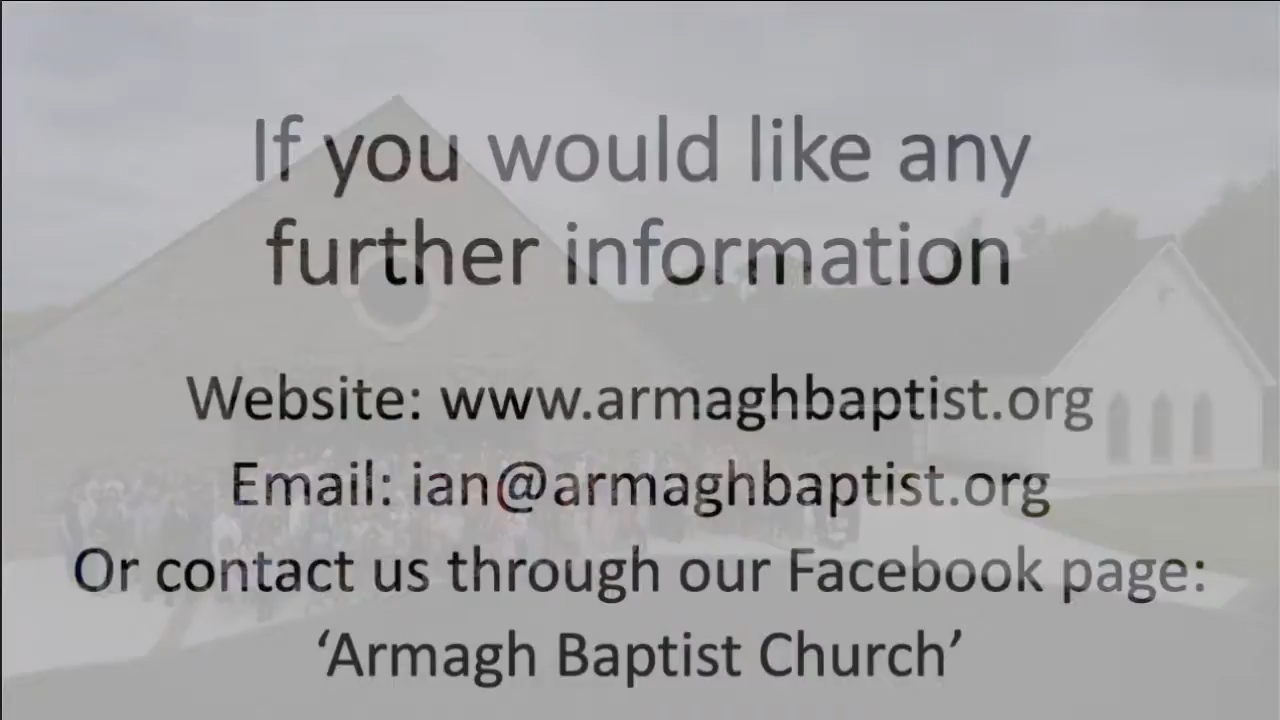 If you would like any
further information
Website: www.armaghbaptist.org
Email: ian@armaghbaptist.org
Or contact us through our Facebook page:
‘Armagh Baptist Church’